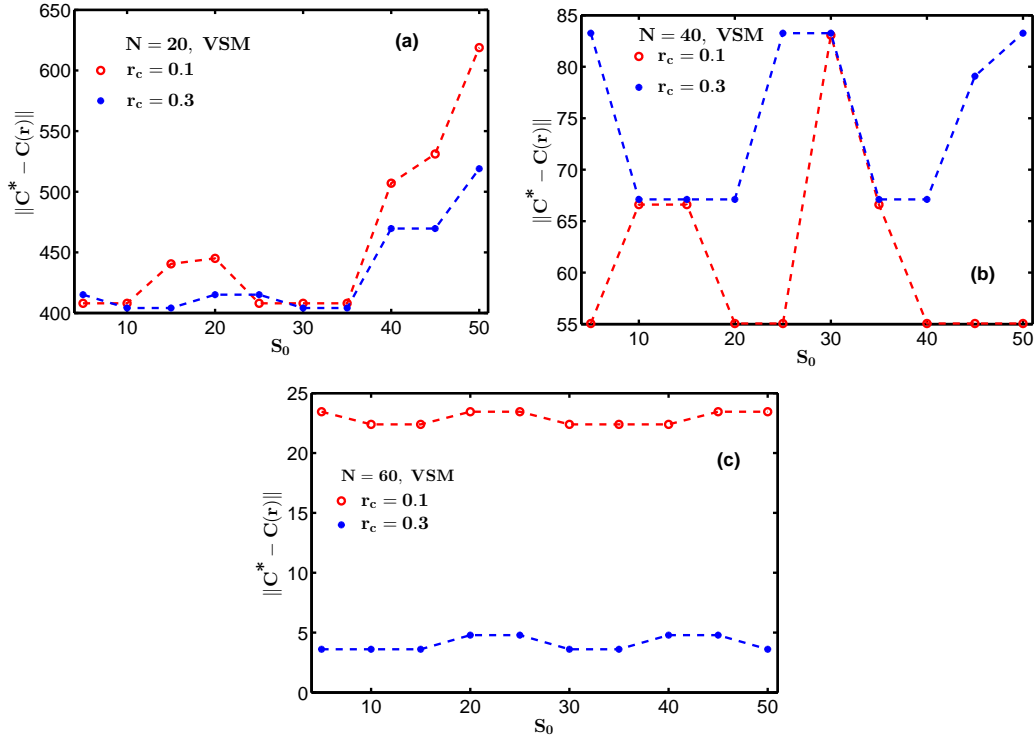 650
600
550
500
450
400
10
20
30
40
50
S₀
‖C* − C(r)‖
N = 20, VSM
r_c = 0.1
r_c = 0.3
(a)
85
80
75
70
65
60
55
10
20
30
40
50
S₀
‖C* − C(r)‖
N = 40, VSM
r_c = 0.1
r_c = 0.3
(b)
25
20
15
10
5
0
10
20
30
40
50
S₀
‖C* − C(r)‖
N = 60, VSM
r_c = 0.1
r_c = 0.3
(c)